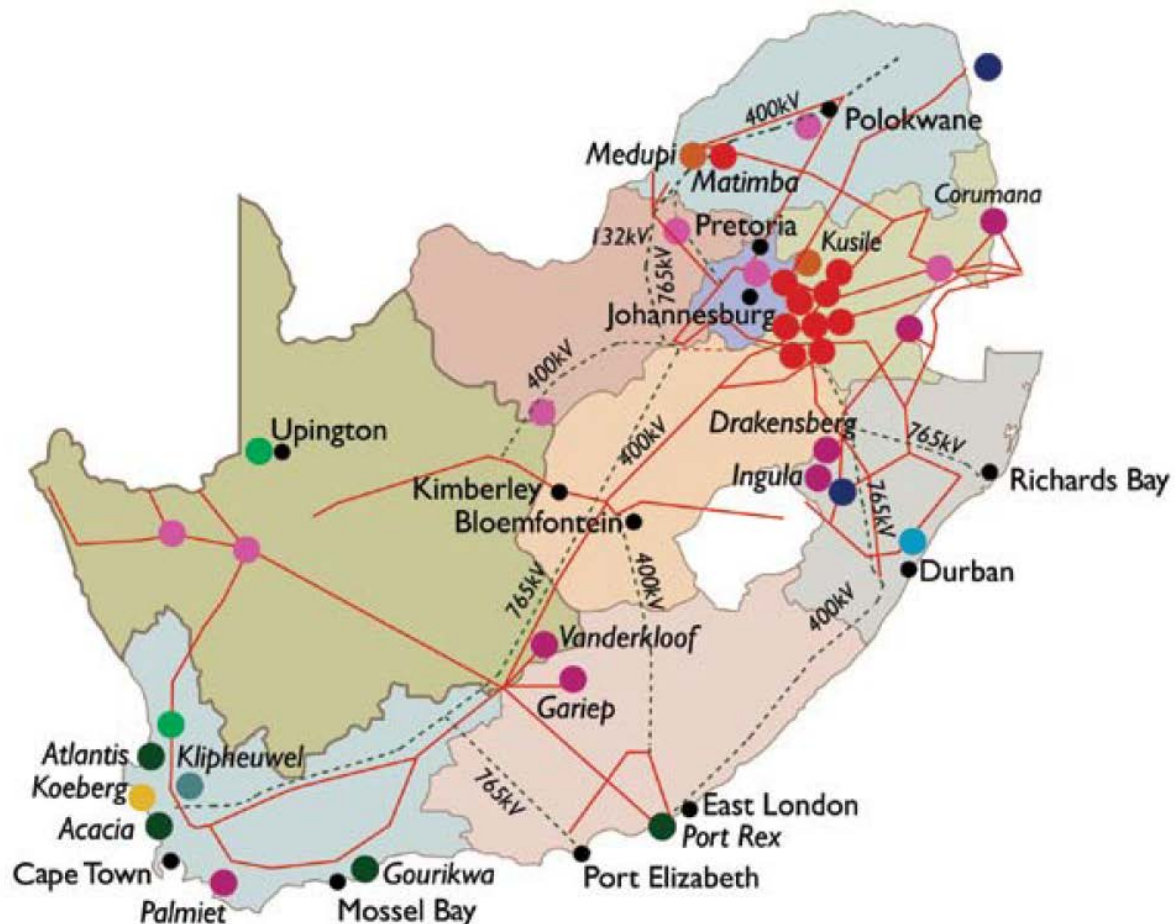 400kV
Polokwane
Medupi
Matimba
Corumana
132kV
Pretoria
Kusile
765kV
Johannesburg
400kV
Upington
Drakensberg
765kV
400kV
Kimberley
Ingula
Richards Bay
Bloemfontein
765kV
765kV
400kV
Durban
400kV
Vanderkloof
Gariep
Atlantis
Klipheuwel
Koeberg
765kV
East London
Acacia
Port Rex
Cape Town
Gourikwa
Port Elizabeth
Palmiet
Mossel Bay